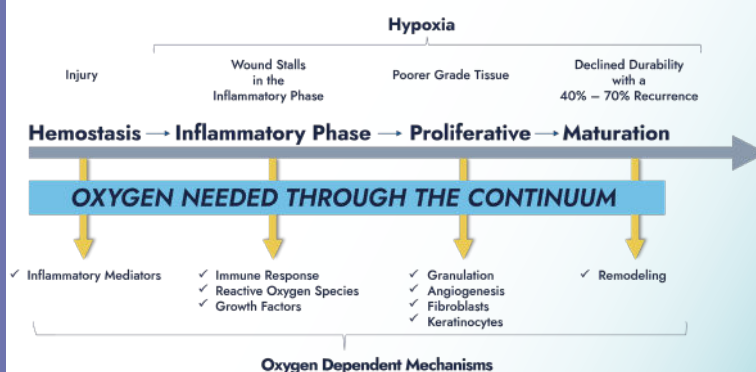 Hypoxia
Injury
Wound Stalls
in the
Inflammatory Phase
Poorer Grade Tissue
Declined Durability
with a
40% – 70% Recurrence
Hemostasis → Inflammatory Phase → Proliferative → Maturation
OXYGEN NEEDED THROUGH THE CONTINUUM
✓ Inflammatory Mediators
✓ Immune Response
✓ Reactive Oxygen Species
✓ Growth Factors
✓ Granulation
✓ Angiogenesis
✓ Fibroblasts
✓ Keratinocytes
✓ Remodeling
Oxygen Dependent Mechanisms